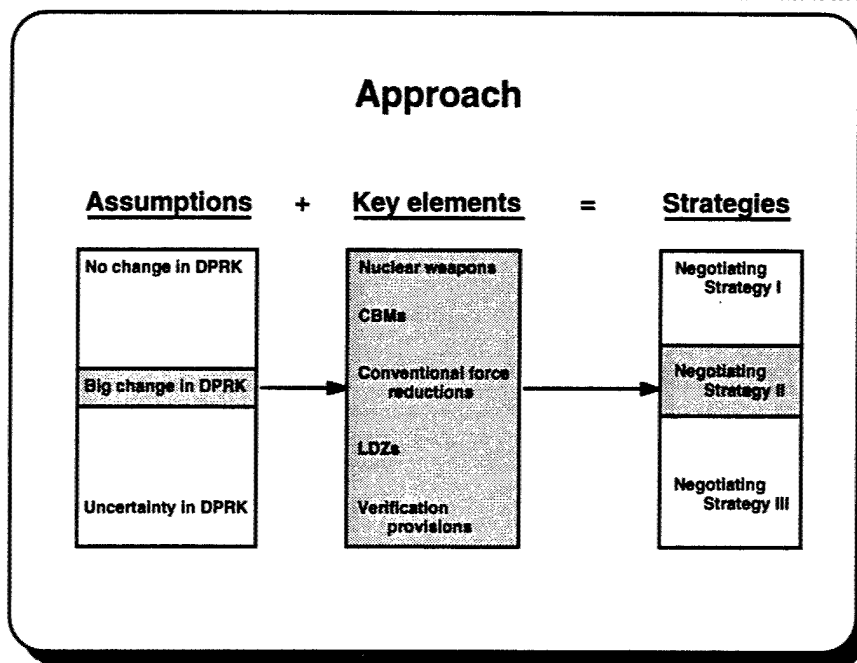 Approach
Assumptions + Key elements = Strategies
No change in DPRK
Big change in DPRK
Uncertainty in DPRK
Nuclear weapons
CBMs
Conventional force
reductions
LDZs
Verification
provisions
Negotiating
Strategy I
Negotiating
Strategy II
Negotiating
Strategy III